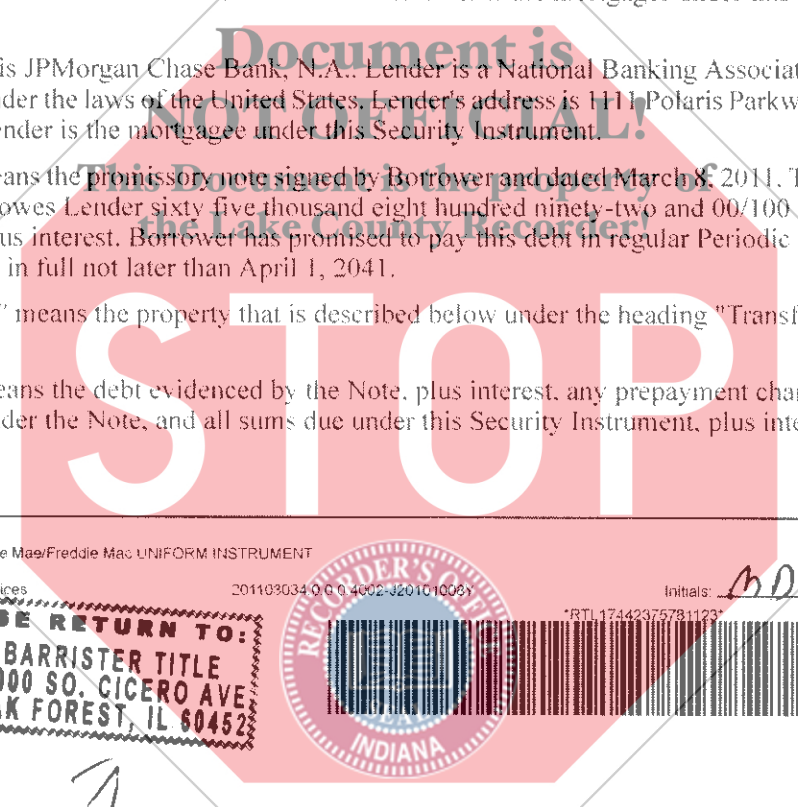 Document is
is JPMorgan Chase Bank, N.A.. Lender is a National Banking Associat
der the laws of the United States. Lender's address is 1111 Polaris Parkw
NOT OFFICIAL!
ender is the mortgagee under this Security Instrument.
This Document is the property of
eans the promissory note signed by Borrower and dated March 8, 2011. T
the Lake County Recorder!
owes Lender sixty five thousand eight hundred ninety-two and 00/100
us interest. Borrower has promised to pay this debt in regular Periodic
in full not later than April 1, 2041.
" means the property that is described below under the heading "Transf
STOP
eans the debt evidenced by the Note, plus interest, any prepayment char
der the Note, and all sums due under this Security Instrument, plus inte
e Mae/Freddie Mac UNIFORM INSTRUMENT
ices
201103034.0.0.0.4002-J20101008Y
Initials: MD
*RTL17442375781123*
SE RETURN TO:
BARRISTER TITLE
000 SO. CICERO AVE.
AK FOREST, IL 60452
RECORDER'S OFFICE
SEAL
INDIANA